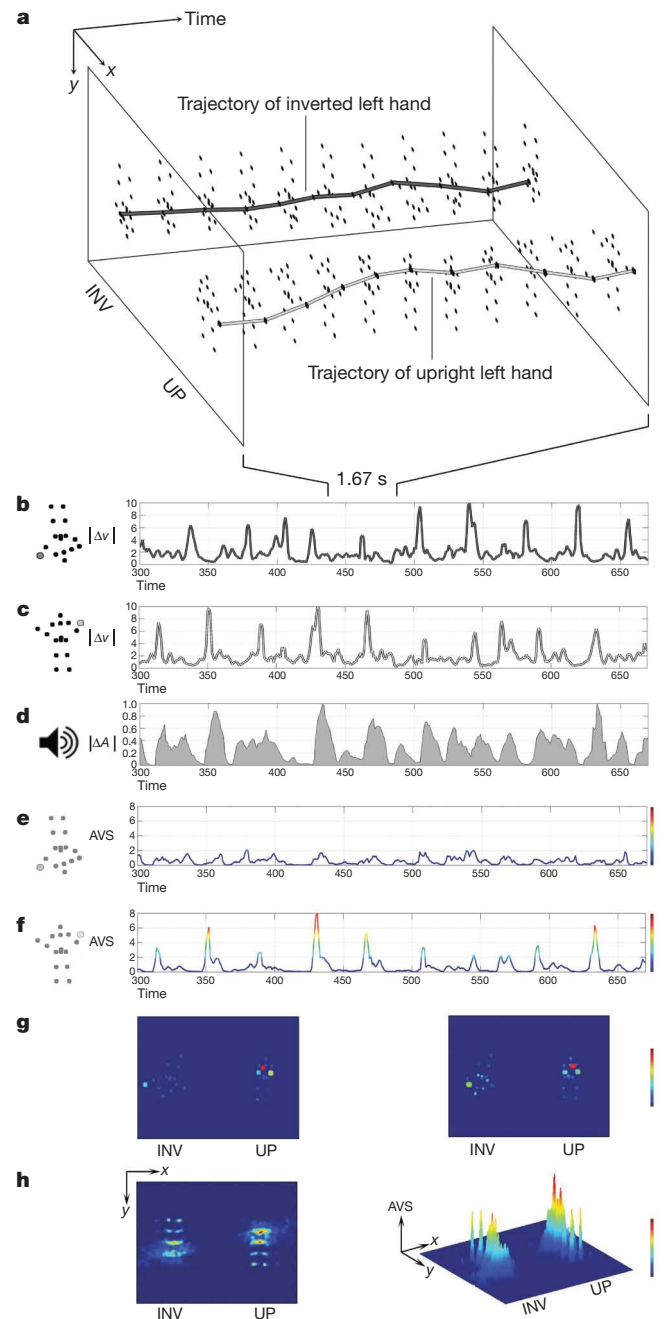 a
Time
x
y
Trajectory of inverted left hand
INV
UP
Trajectory of upright left hand
1.67 s
b
|Δv|
10
8
6
4
2
0
300 350 400 450 500 550 600 650
Time
c
|Δv|
10
8
6
4
2
0
300 350 400 450 500 550 600 650
Time
d
|ΔA|
1.0
0.8
0.6
0.4
0.2
0
300 350 400 450 500 550 600 650
Time
e
AVS
8
6
4
2
0
300 350 400 450 500 550 600 650
Time
f
AVS
8
6
4
2
0
300 350 400 450 500 550 600 650
Time
g
INV UP
INV UP
h
x
y
INV UP
AVS
x
y
INV
UP